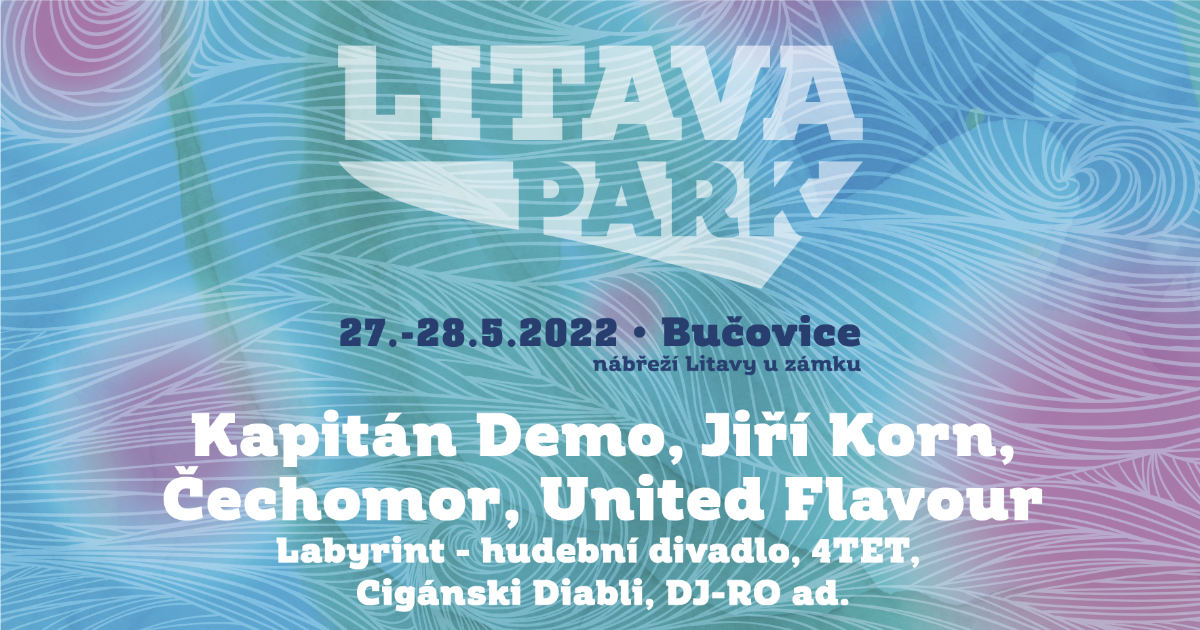 LITAVA
PARK
27.-28.5.2022 • Bučovice
nábřeží Litavy u zámku
Kapitán Demo, Jiří Korn,
Čechomor, United Flavour
Labyrint - hudební divadlo, 4TET,
Cigánski Diabli, DJ-RO ad.